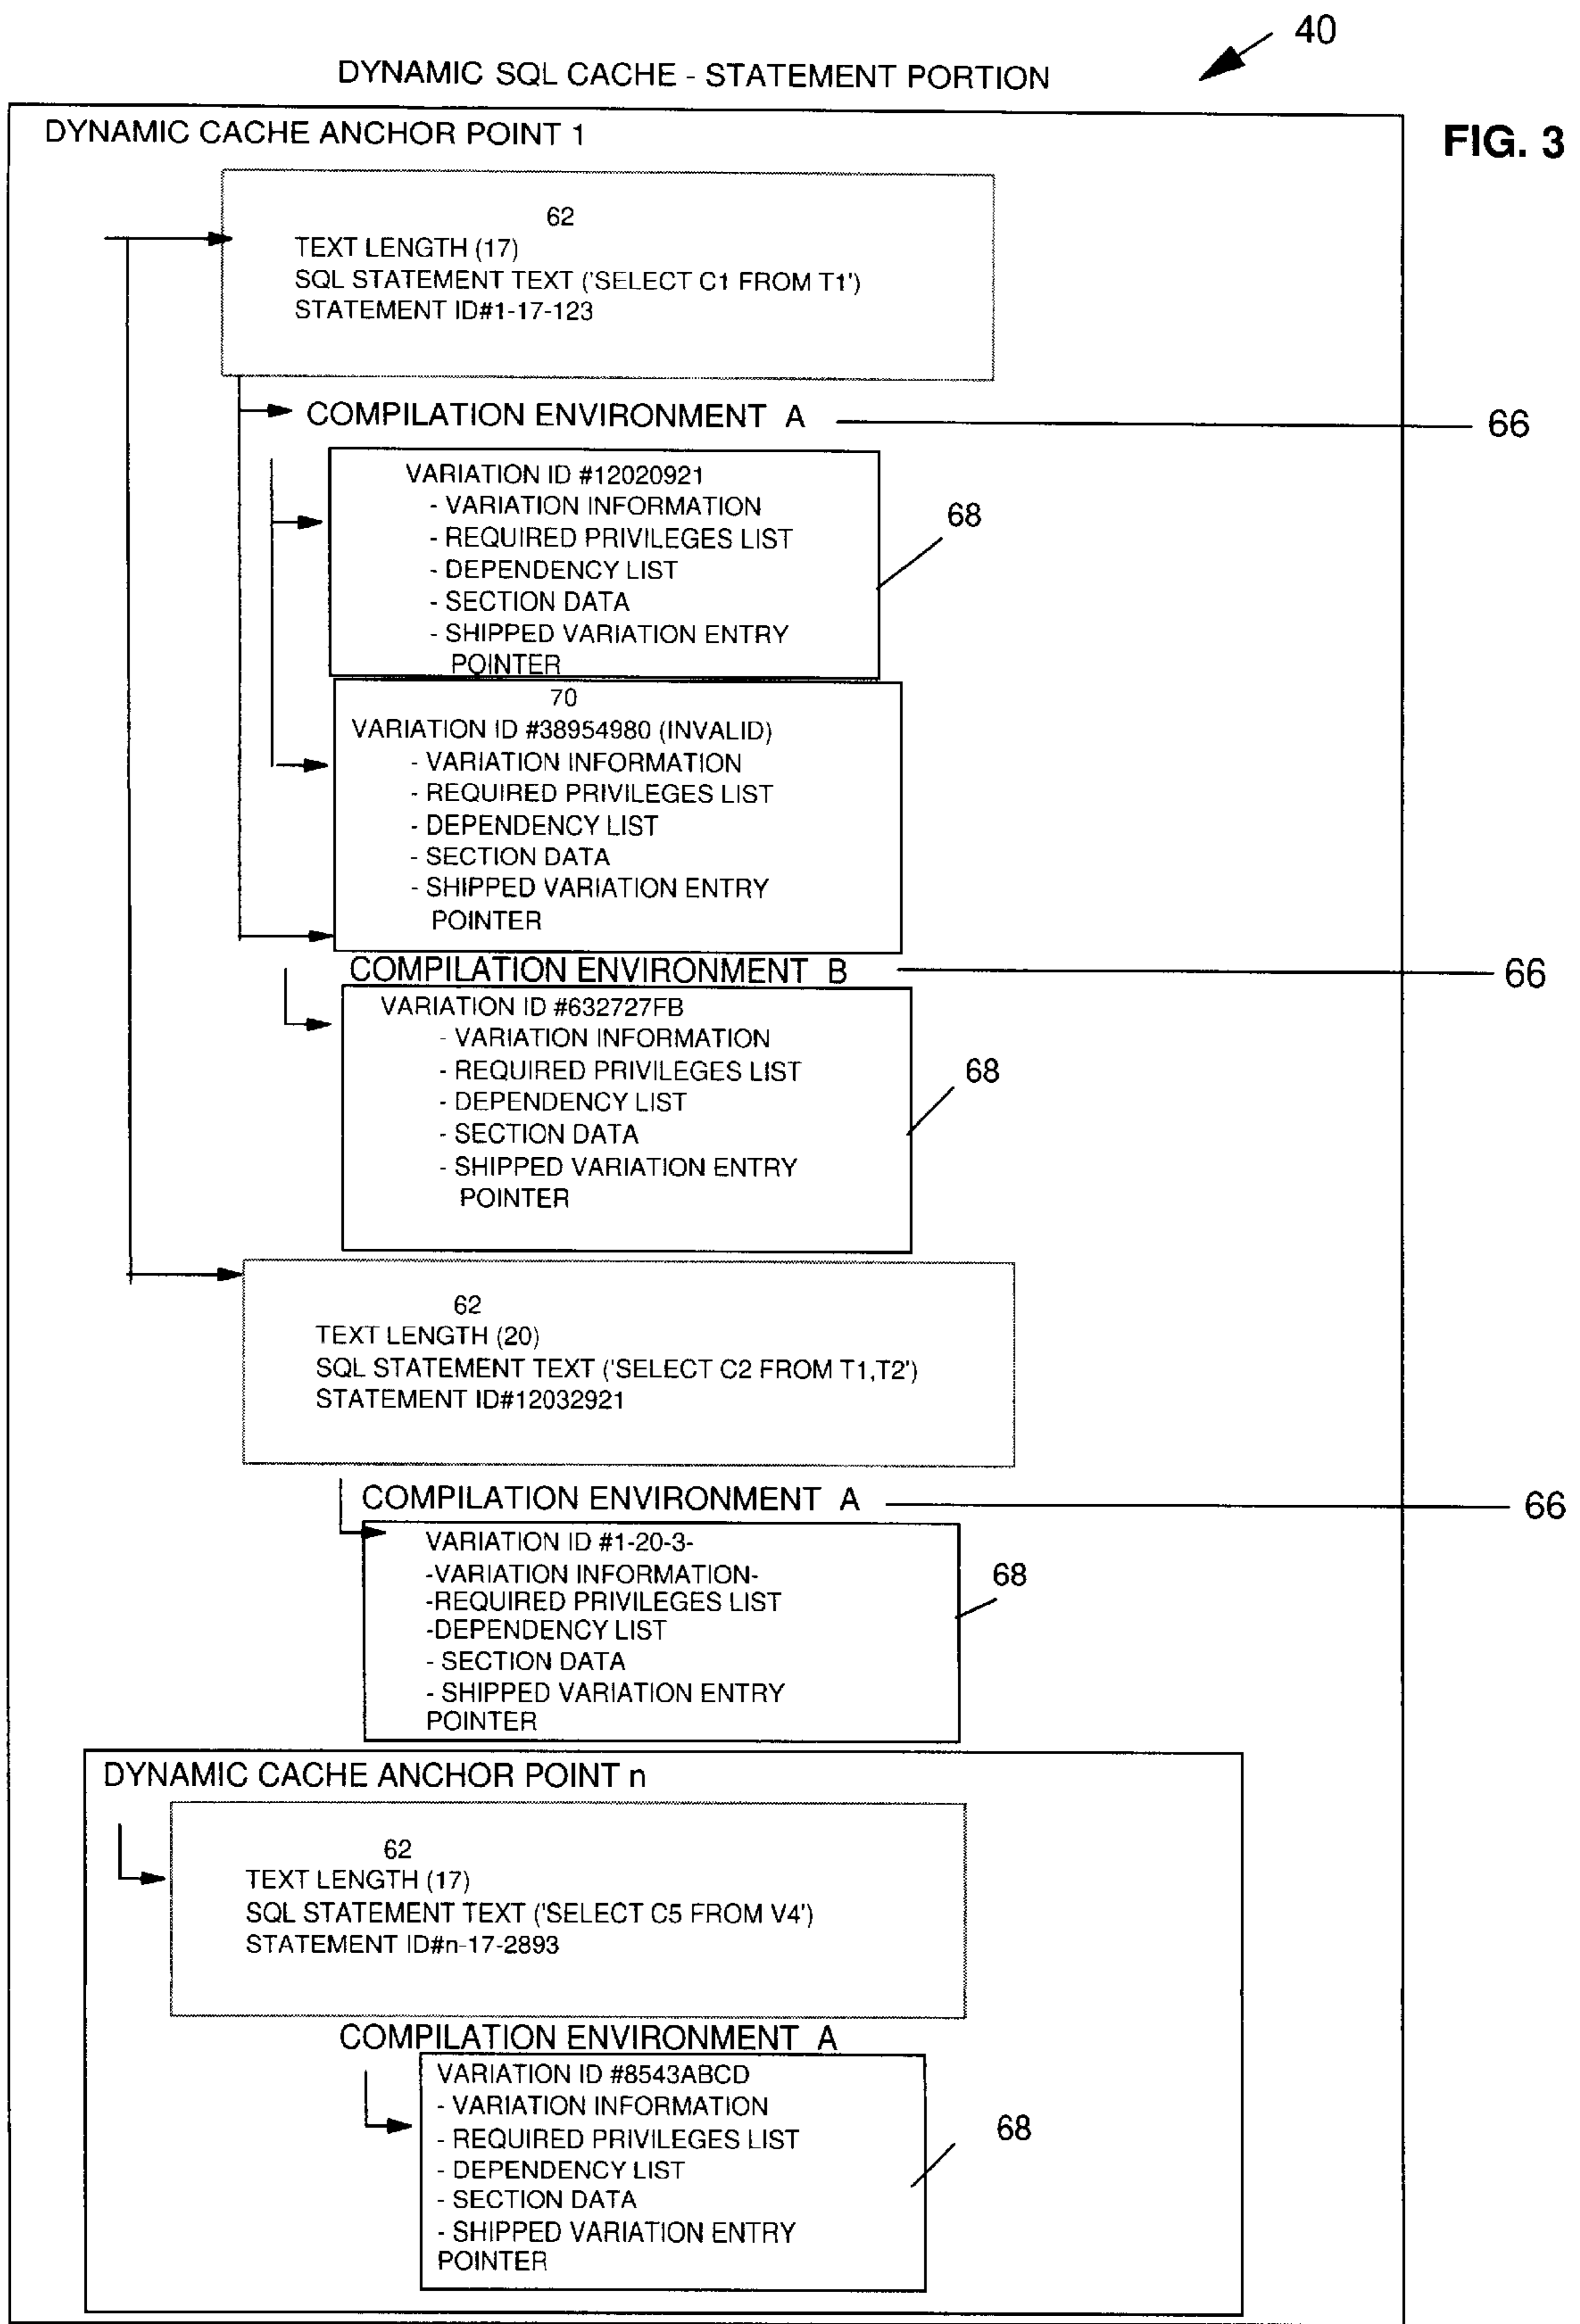 40
DYNAMIC SQL CACHE - STATEMENT PORTION
DYNAMIC CACHE ANCHOR POINT 1
FIG. 3
62
TEXT LENGTH (17)
SQL STATEMENT TEXT ('SELECT C1 FROM T1')
STATEMENT ID#1-17-123
COMPILATION ENVIRONMENT A
66
VARIATION ID #12020921
- VARIATION INFORMATION
- REQUIRED PRIVILEGES LIST
- DEPENDENCY LIST
- SECTION DATA
- SHIPPED VARIATION ENTRY
POINTER
68
70
VARIATION ID #38954980 (INVALID)
- VARIATION INFORMATION
- REQUIRED PRIVILEGES LIST
- DEPENDENCY LIST
- SECTION DATA
- SHIPPED VARIATION ENTRY
POINTER
COMPILATION ENVIRONMENT B
66
VARIATION ID #632727FB
- VARIATION INFORMATION
- REQUIRED PRIVILEGES LIST
- DEPENDENCY LIST
- SECTION DATA
- SHIPPED VARIATION ENTRY
POINTER
68
62
TEXT LENGTH (20)
SQL STATEMENT TEXT ('SELECT C2 FROM T1,T2')
STATEMENT ID#12032921
COMPILATION ENVIRONMENT A
66
VARIATION ID #1-20-3-
-VARIATION INFORMATION-
-REQUIRED PRIVILEGES LIST
-DEPENDENCY LIST
- SECTION DATA
- SHIPPED VARIATION ENTRY
POINTER
68
DYNAMIC CACHE ANCHOR POINT n
62
TEXT LENGTH (17)
SQL STATEMENT TEXT ('SELECT C5 FROM V4')
STATEMENT ID#n-17-2893
COMPILATION ENVIRONMENT A
VARIATION ID #8543ABCD
- VARIATION INFORMATION
- REQUIRED PRIVILEGES LIST
- DEPENDENCY LIST
- SECTION DATA
- SHIPPED VARIATION ENTRY
POINTER
68